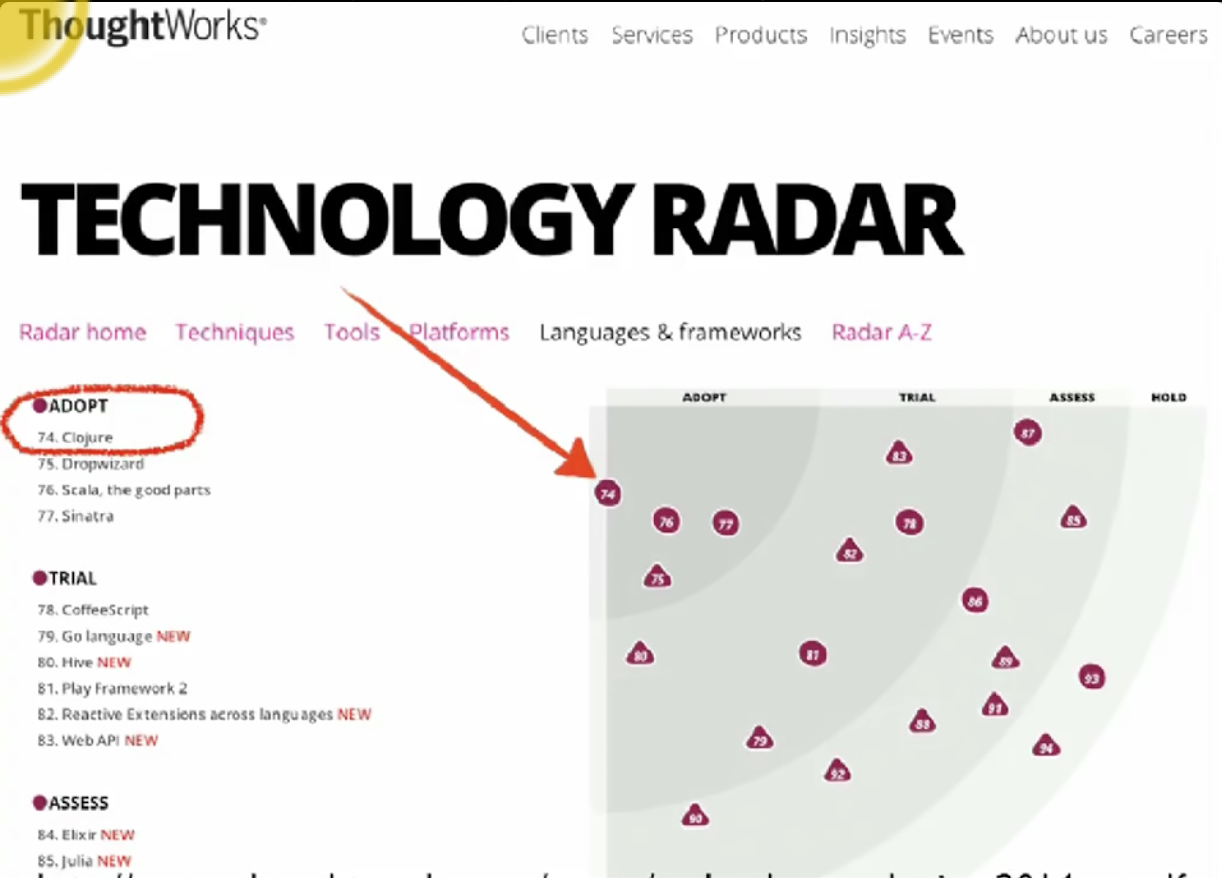 ThoughtWorks®
Clients Services Products Insights Events About us Careers
TECHNOLOGY RADAR
Radar home Techniques Tools Platforms Languages & frameworks Radar A-Z
ADOPT
74. Clojure
75. Dropwizard
76. Scala, the good parts
77. Sinatra
TRIAL
78. CoffeeScript
79. Go language NEW
80. Hive NEW
81. Play Framework 2
82. Reactive Extensions across languages NEW
83. Web API NEW
ASSESS
84. Elixir NEW
85. Julia NEW
ADOPT TRIAL ASSESS HOLD
87
83
74
76
77
78
85
82
75
86
80
81
89
93
91
88
79
94
92
90